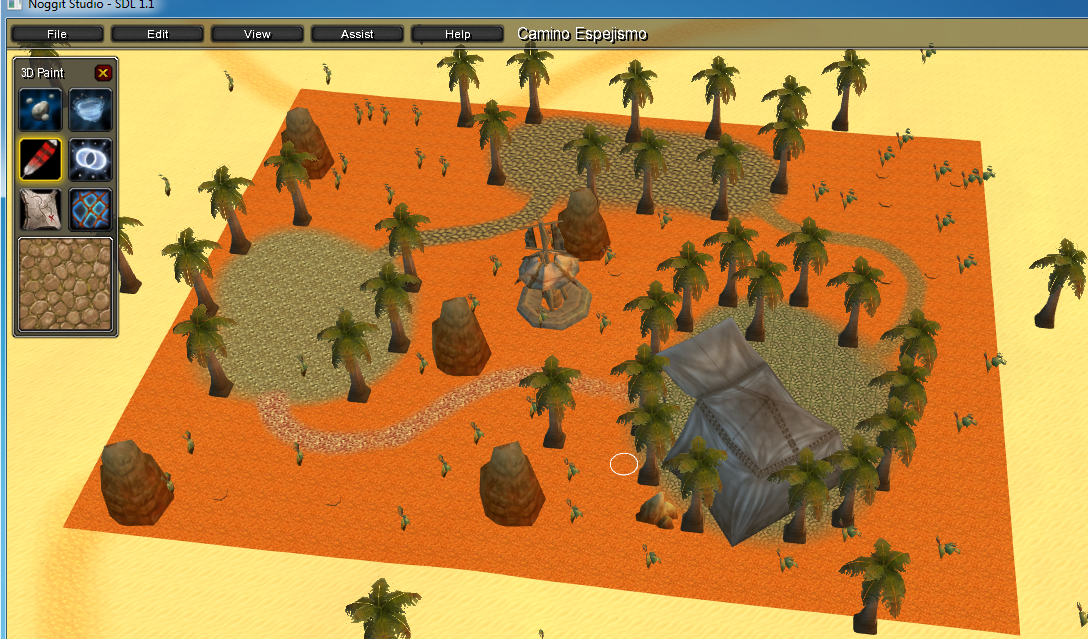 Noggit Studio - SDL 1.1
File Edit View Assist Help Camino Espejismo
3D Paint